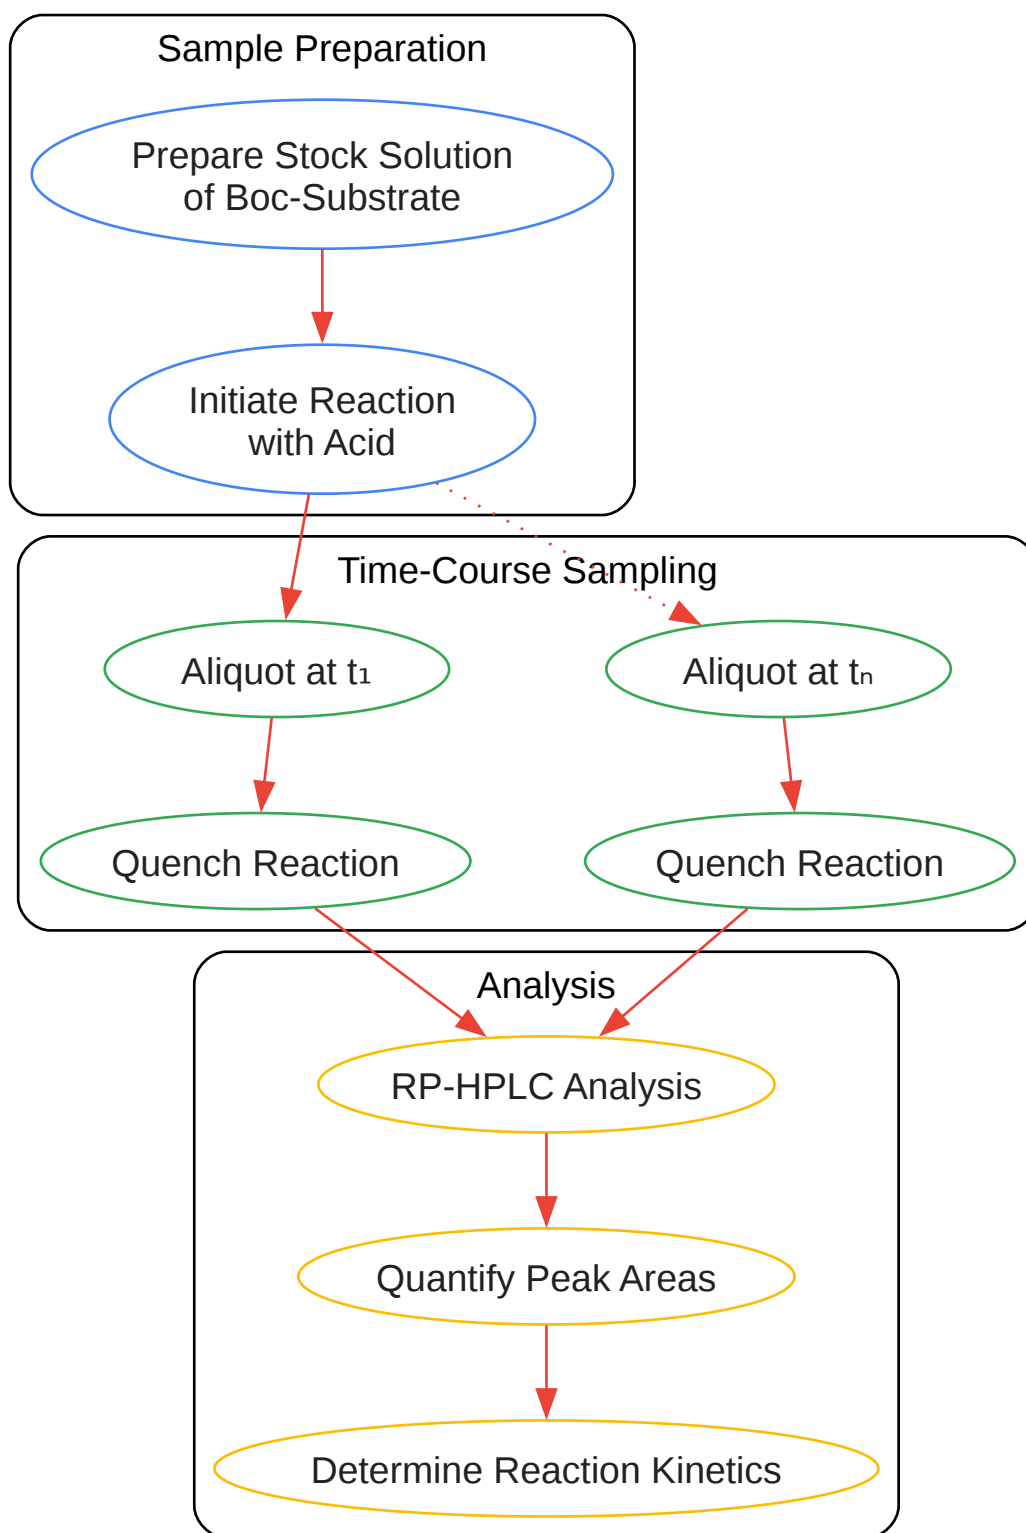 Sample Preparation
Prepare Stock Solution
of Boc-Substrate
Initiate Reaction
with Acid
Time-Course Sampling
Aliquot at t₁
Aliquot at tₙ
Quench Reaction
Quench Reaction
Analysis
RP-HPLC Analysis
Quantify Peak Areas
Determine Reaction Kinetics